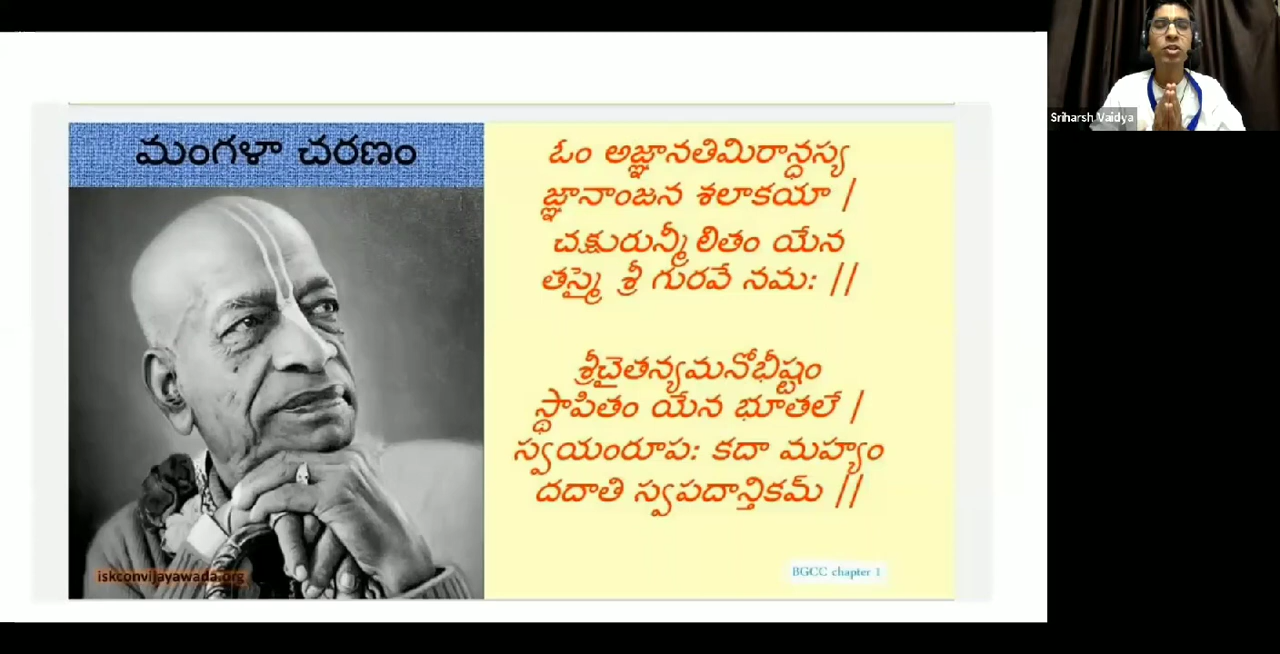 మంగళా చరణం
ఓం అజ్ఞానతిమిరాన్ధస్య
జ్ఞానాంజన శలాకయా |
చక్షురున్మీలితం యేన
తస్మై శ్రీ గురవే నమః ||
శ్రీచైతన్యమనోభీష్టం
స్థాపితం యేన భూతలే |
స్వయంరూపః కదా మహ్యం
దదాతి స్వపదాన్తికమ్ ||
iskconvijayawada.org
BGCC chapter 1
Sriharsh Vaidya